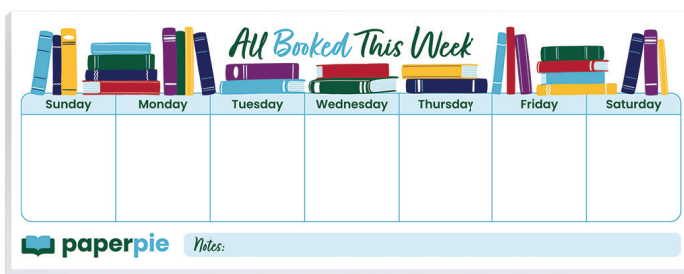 All Booked This Week
Sunday Monday Tuesday Wednesday Thursday Friday Saturday
paperpie Notes: